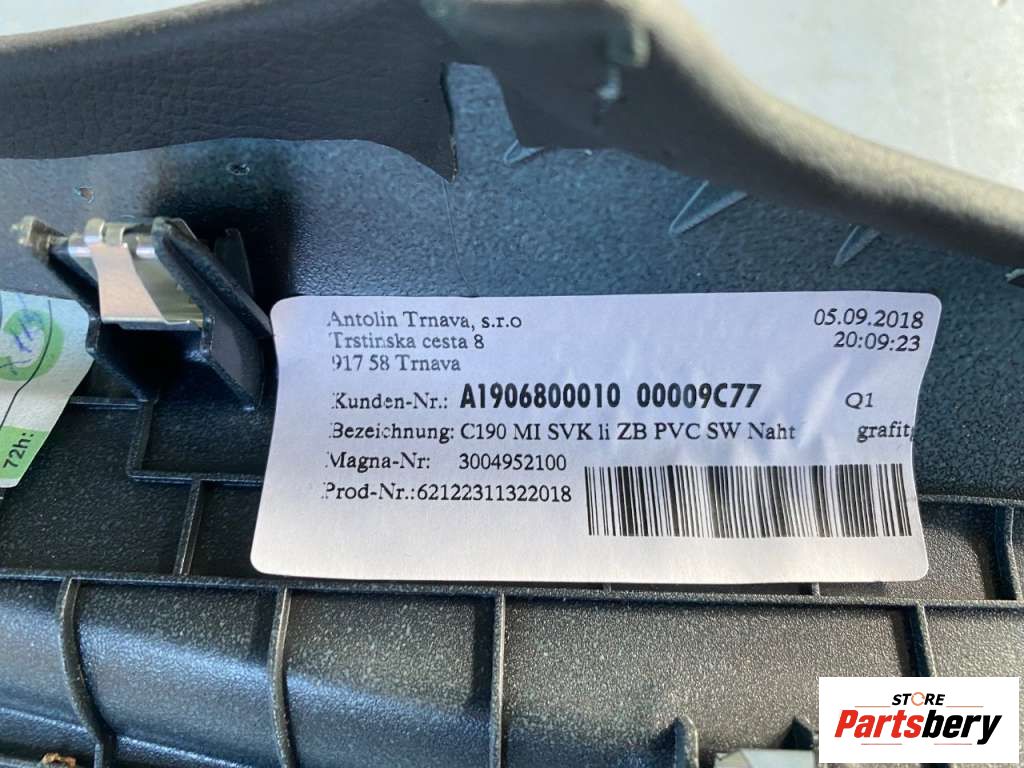 Antolin Trnava, s.r.o
Trstinska cesta 8
917 58 Trnava
05.09.2018
20:09:23
Kunden-Nr.: A1906800010 00009C77 Q1
Bezeichnung: C190 MI SVK li ZB PVC SW Naht grafit
Magna-Nr: 3004952100
Prod-Nr.:62122311322018
72h:
STORE
Partsbery